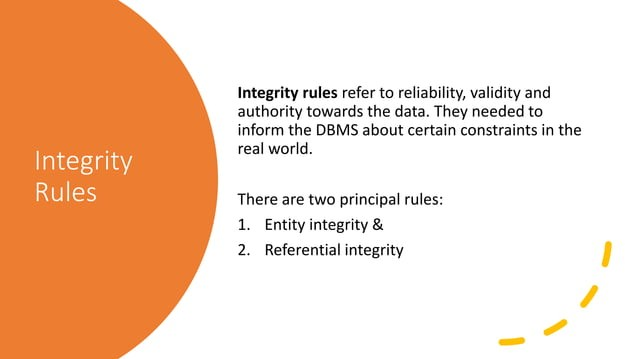 Integrity
Rules
Integrity rules refer to reliability, validity and
authority towards the data. They needed to
inform the DBMS about certain constraints in the
real world.
There are two principal rules:
1. Entity integrity &
2. Referential integrity